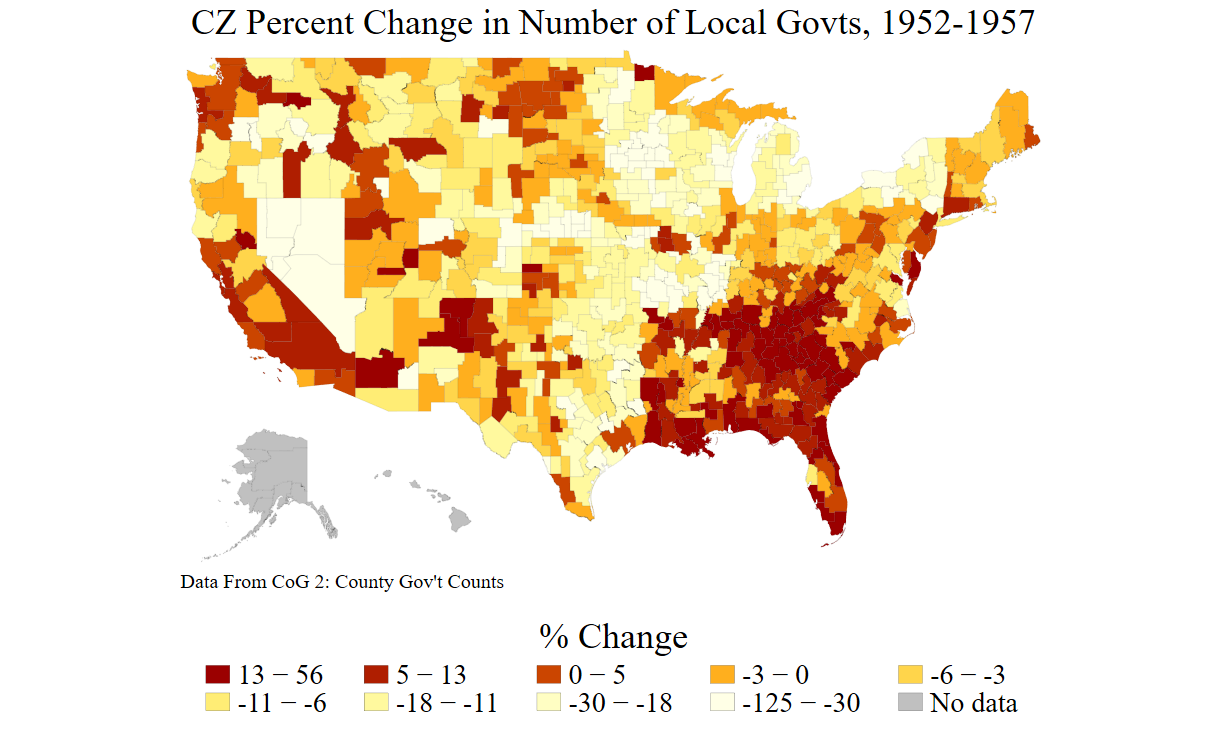 CZ Percent Change in Number of Local Govts, 1952-1957
Data From CoG 2: County Gov't Counts
% Change
13 − 56 5 − 13 0 − 5 -3 − 0 -6 − -3
-11 − -6 -18 − -11 -30 − -18 -125 − -30 No data